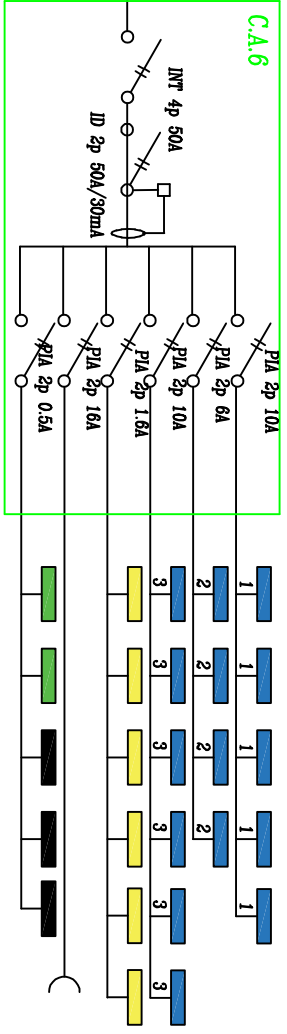 C.A.6
INT 4p 50A
ID 2p 50A/30mA
PIA 2p 10A
1 1 1 1 1
PIA 2p 6A
2 2 2 2
PIA 2p 10A
3 3 3 3 3 3
PIA 2p 1.6A
PIA 2p 16A
PIA 2p 0.5A